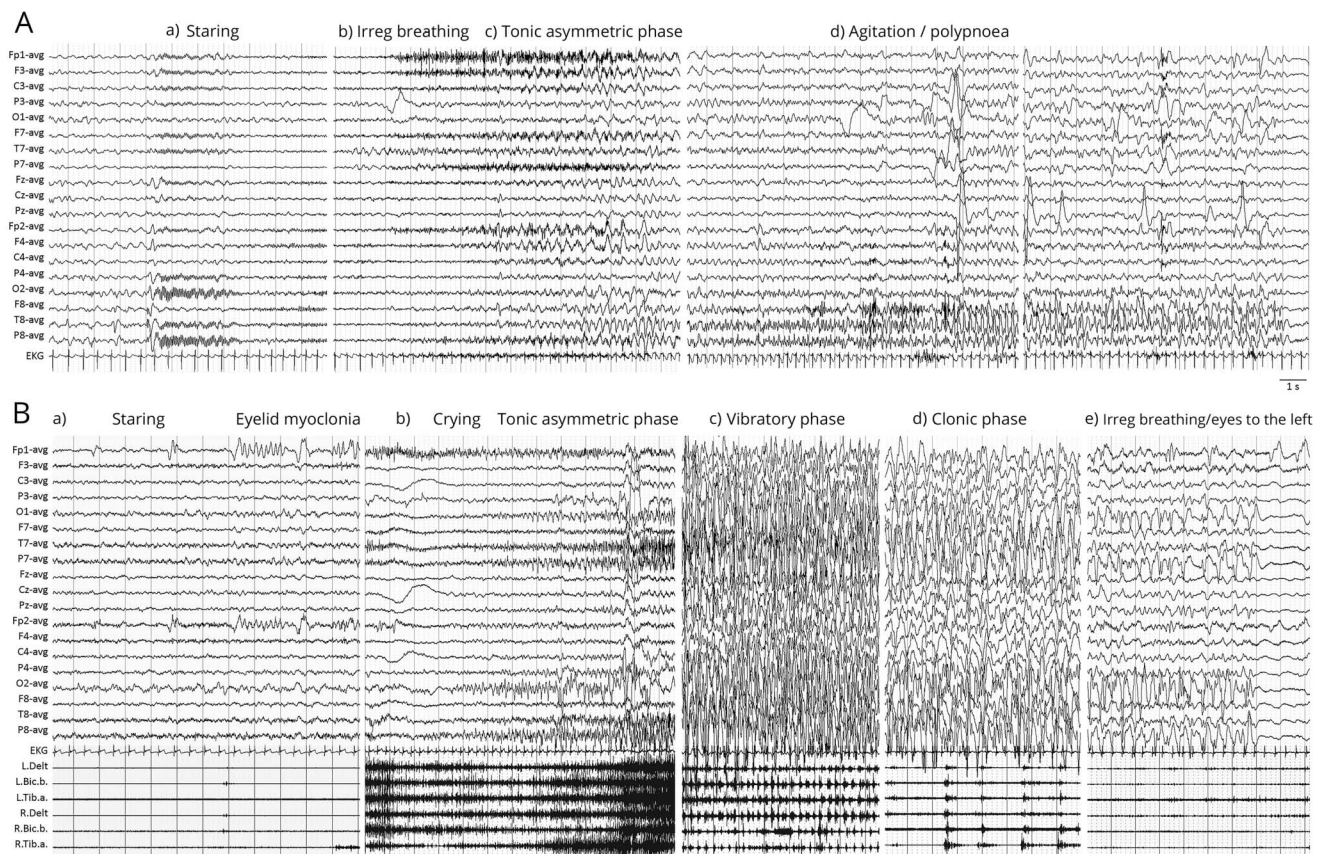 A
a) Staring
b) Irreg breathing
c) Tonic asymmetric phase
d) Agitation / polypnoea
Fp1-avg
F3-avg
C3-avg
P3-avg
O1-avg
F7-avg
T7-avg
P7-avg
Fz-avg
Cz-avg
Pz-avg
Fp2-avg
F4-avg
C4-avg
P4-avg
O2-avg
F8-avg
T8-avg
P8-avg
EKG
1 s
B
a) Staring Eyelid myoclonia
b) Crying Tonic asymmetric phase
c) Vibratory phase
d) Clonic phase
e) Irreg breathing/eyes to the left
Fp1-avg
F3-avg
C3-avg
P3-avg
O1-avg
F7-avg
T7-avg
P7-avg
Fz-avg
Cz-avg
Pz-avg
Fp2-avg
F4-avg
C4-avg
P4-avg
O2-avg
F8-avg
T8-avg
P8-avg
EKG
L.Delt
L.Bic.b.
L.Tib.a.
R.Delt
R.Bic.b.
R.Tib.a.